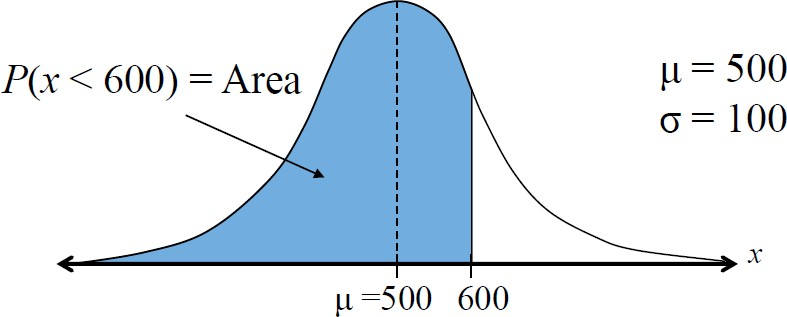 P(x < 600) = Area
μ = 500
σ = 100
x
μ =500 600